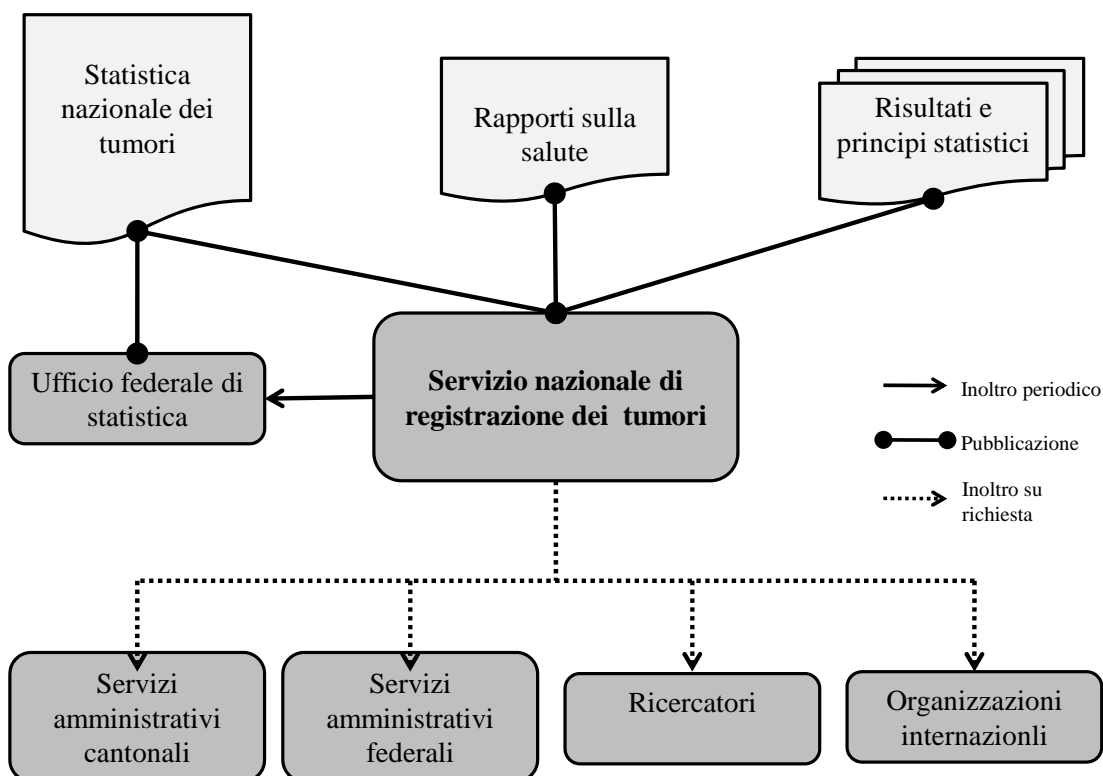 Statistica
nazionale dei
tumori
Rapporti sulla
salute
Risultati e
principi statistici
Ufficio federale di
statistica
Servizio nazionale di
registrazione dei tumori
Inoltro periodico
Pubblicazione
Inoltro su
richiesta
Servizi
amministrativi
cantonali
Servizi
amministrativi
federali
Ricercatori
Organizzazioni
internazionli